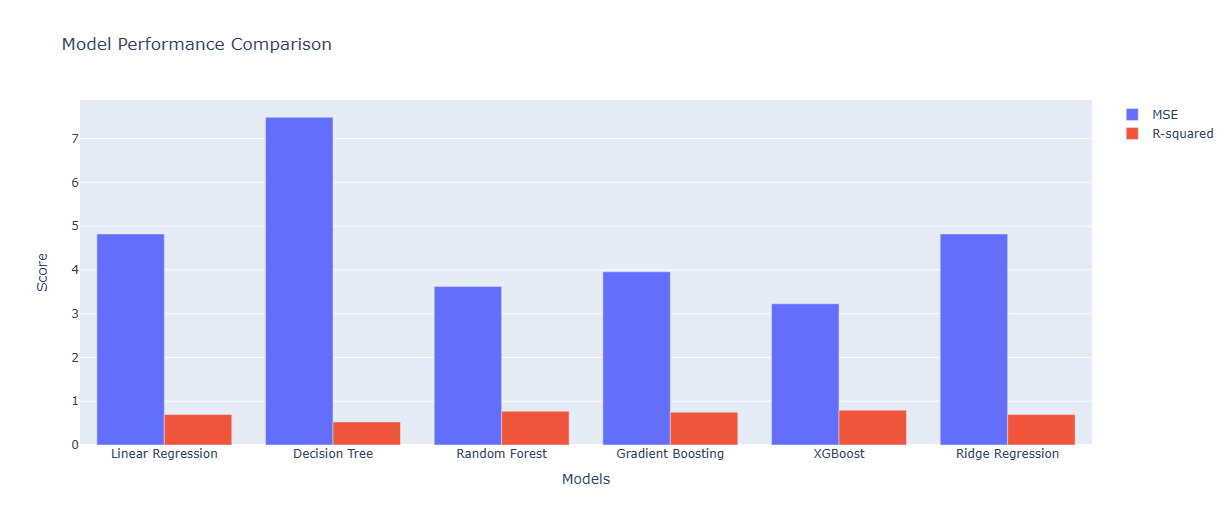 Model Performance Comparison
MSE
R-squared
7
6
5
4
3
2
1
0
Score
Linear Regression
Decision Tree
Random Forest
Gradient Boosting
XGBoost
Ridge Regression
Models